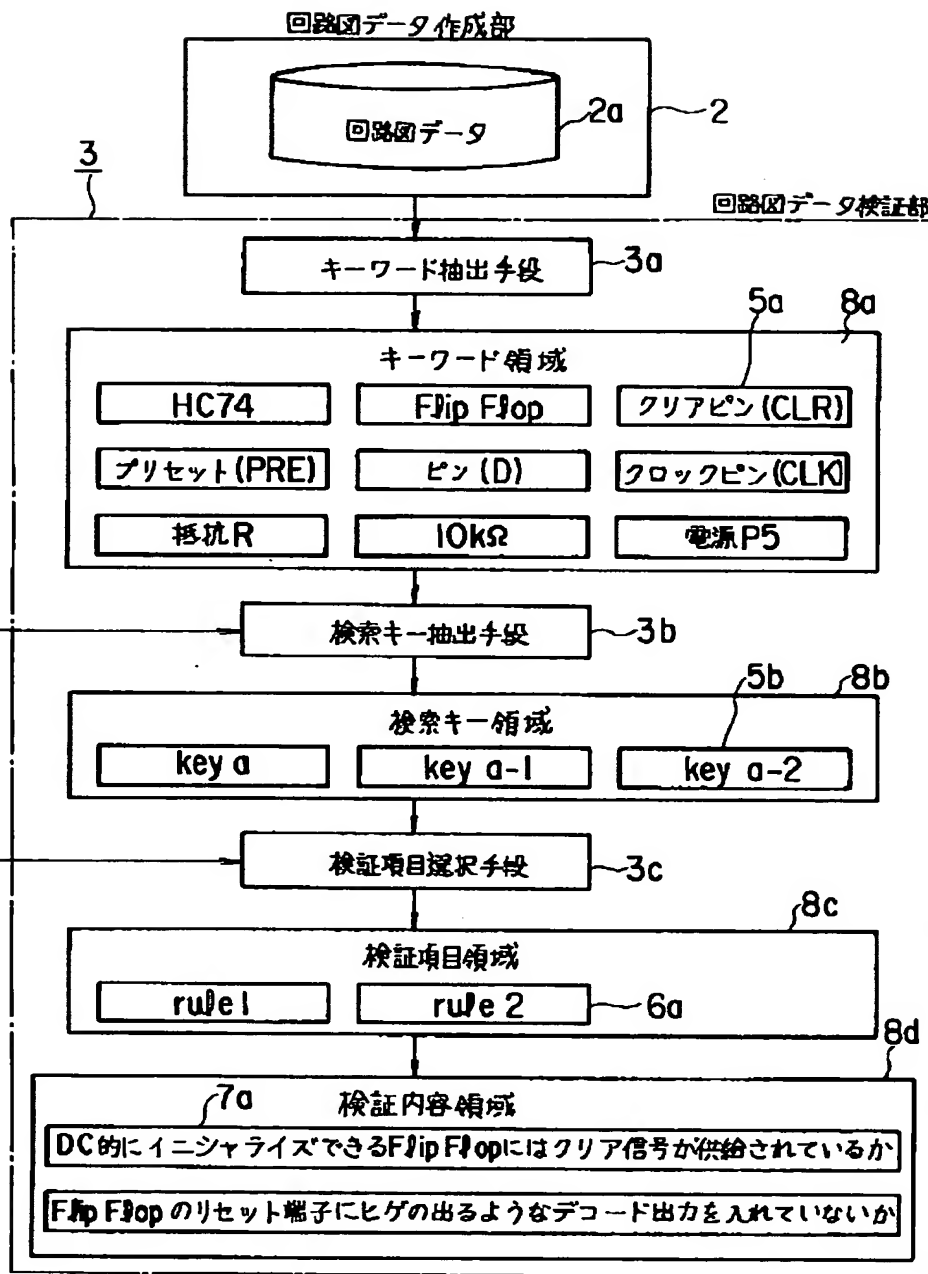 回路図データ作成部
回路図データ
2a
2
3
回路図データ検証部
キーワード抽出手段
3a
5a
8a
キーワード領域
HC74
Flip Flop
クリアピン(CLR)
プリセット(PRE)
ピン(D)
クロックピン(CLK)
抵抗R
10kΩ
電源P5
検索キー抽出手段
3b
5b
8b
検索キー領域
key a
key a-1
key a-2
検証項目選択手段
3c
8c
検証項目領域
rule 1
rule 2
6a
8d
7a
検証内容領域
DC的にイニシャライズできるFlip Flopにはクリア信号が供給されているか
Flip Flopのリセット端子にヒゲの出るようなデコード出力を入れていないか